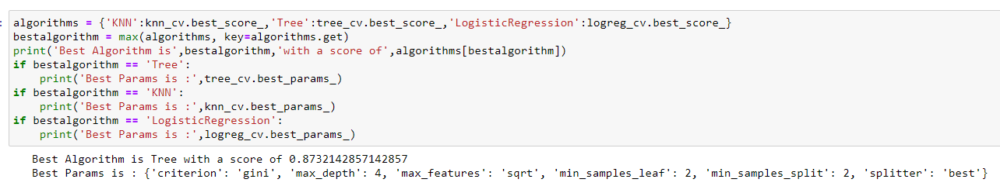 :
algorithms = {'KNN':knn_cv.best_score_,'Tree':tree_cv.best_score_,'LogisticRegression':logreg_cv.best_score_}
bestalgorithm = max(algorithms, key=algorithms.get)
print('Best Algorithm is',bestalgorithm,'with a score of',algorithms[bestalgorithm])
if bestalgorithm == 'Tree':
    print('Best Params is :',tree_cv.best_params_)
if bestalgorithm == 'KNN':
    print('Best Params is :',knn_cv.best_params_)
if bestalgorithm == 'LogisticRegression':
    print('Best Params is :',logreg_cv.best_params_)
Best Algorithm is Tree with a score of 0.8732142857142857
Best Params is : {'criterion': 'gini', 'max_depth': 4, 'max_features': 'sqrt', 'min_samples_leaf': 2, 'min_samples_split': 2, 'splitter': 'best'}